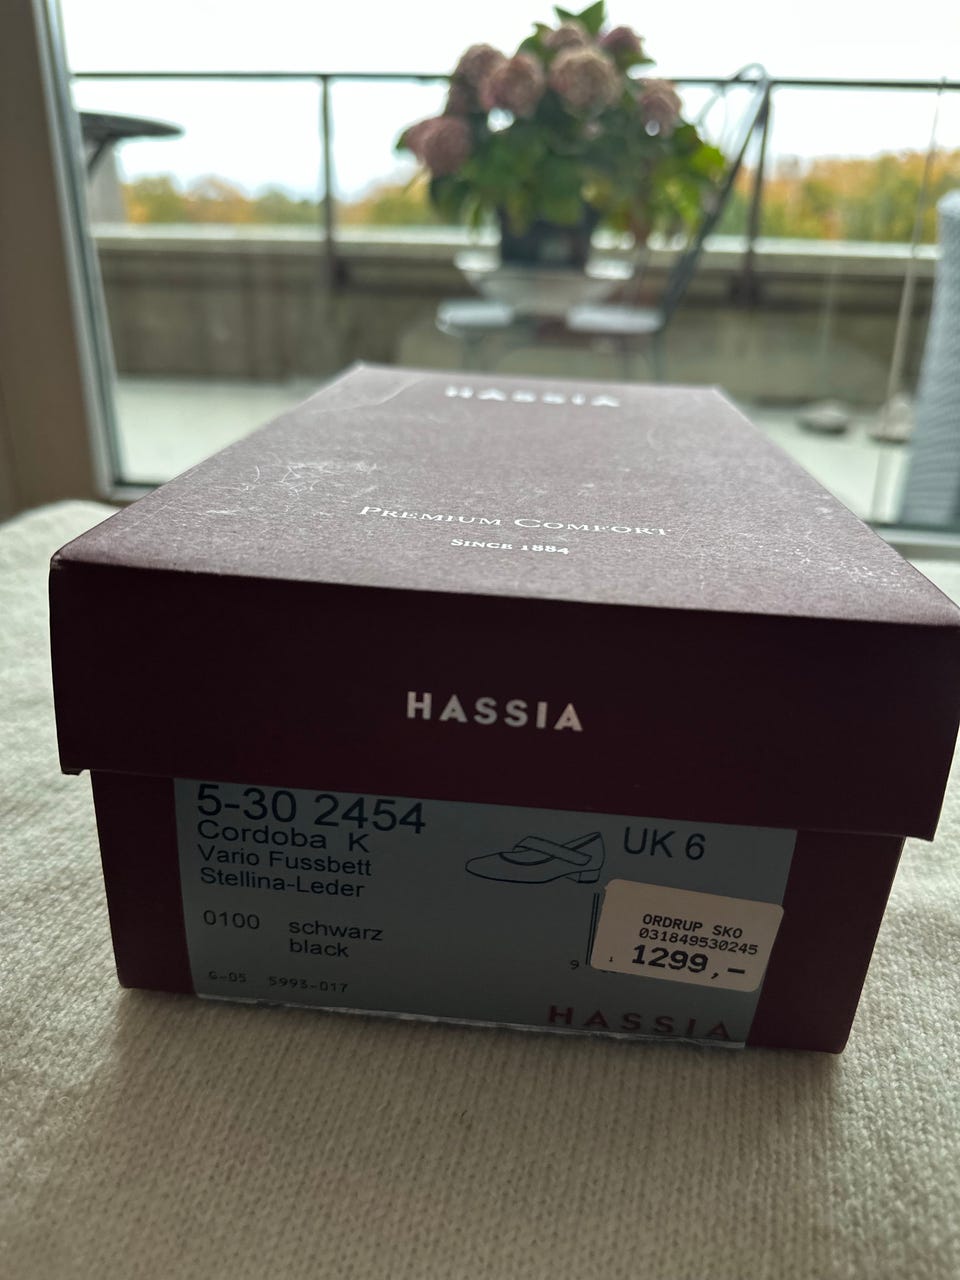 HASSIA
PREMIUM COMFORT
SINCE 1884
HASSIA
5-30 2454
Cordoba K
Vario Fussbett
Stellina-Leder
UK 6
0100 schwarz
black
ORDRUP SKO
031849530245
1299,-
9
G-05 5993-017
HASSIA